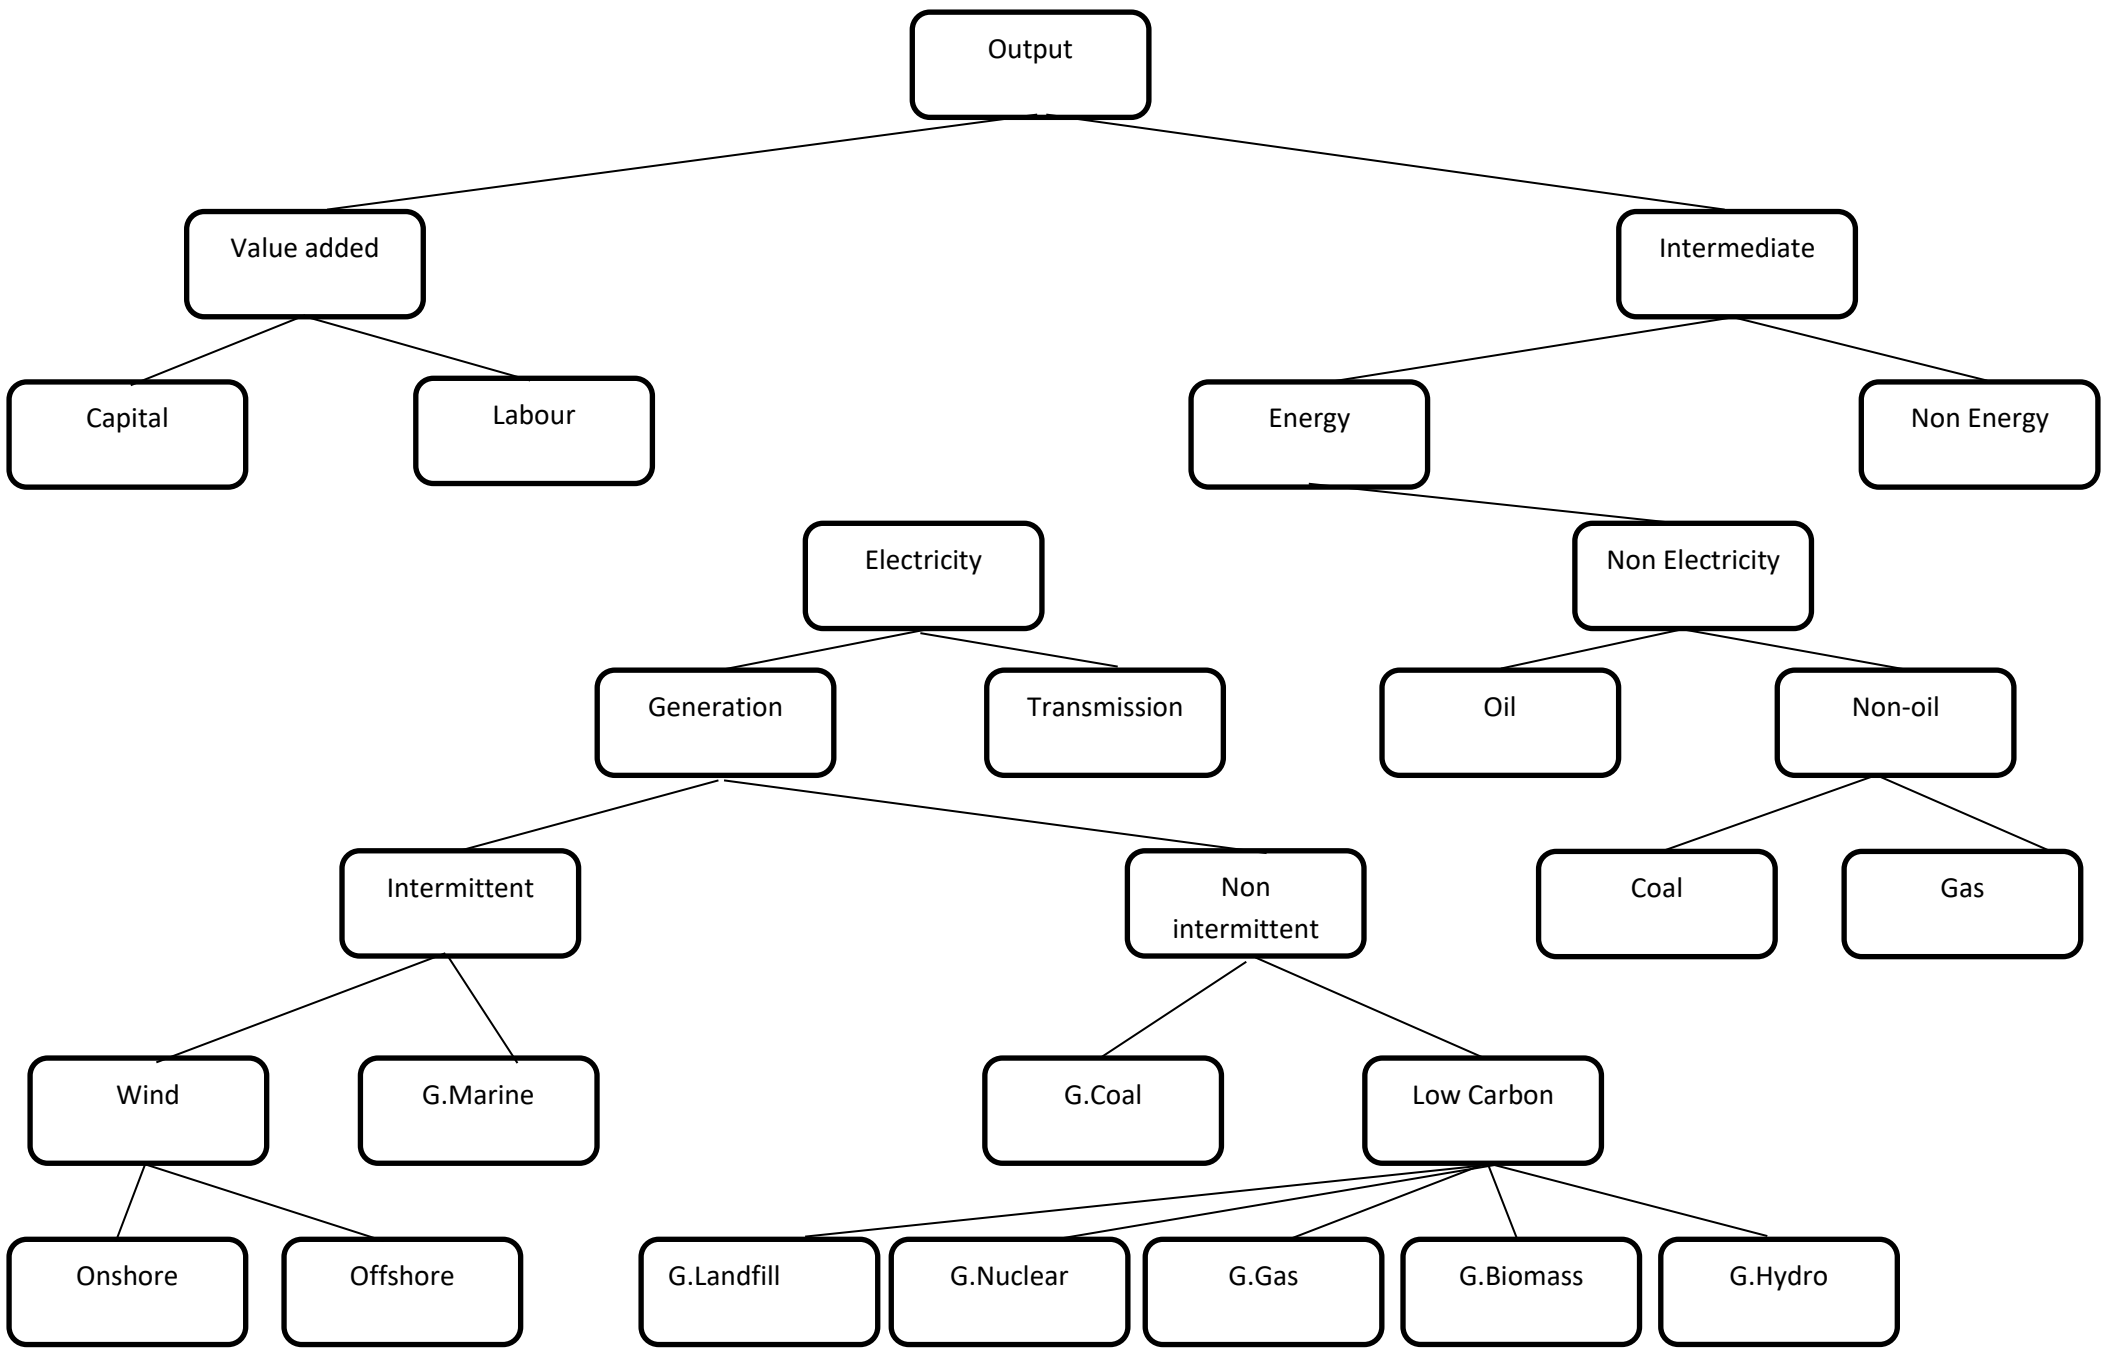 Output
Value added
Intermediate
Capital
Labour
Energy
Non Energy
Electricity
Non Electricity
Generation
Transmission
Oil
Non-oil
Intermittent
Non
intermittent
Coal
Gas
Wind
G.Marine
G.Coal
Low Carbon
Onshore
Offshore
G.Landfill
G.Nuclear
G.Gas
G.Biomass
G.Hydro